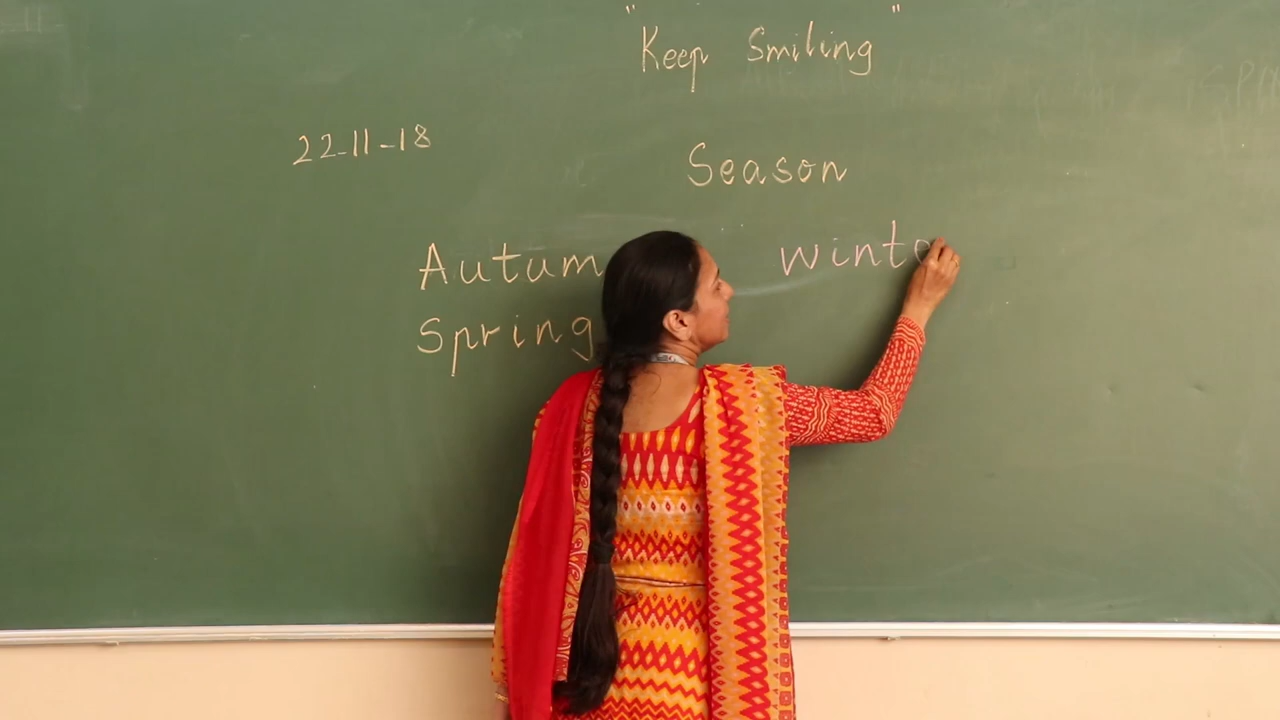 "Keep Smiling"
22-11-18
Season
Autum winte
Spring